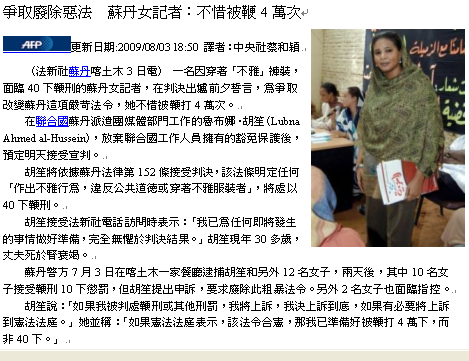 爭取廢除惡法　蘇丹女記者：不惜被鞭 4 萬次
AFP 更新日期:2009/08/03 18:50 譯者：中央社蔡和穎
（法新社蘇丹喀土木 3 日電） 一名因穿著「不雅」褲裝，
面臨 40 下鞭刑的蘇丹女記者，在判決出爐前夕誓言，為爭取
改變蘇丹這項嚴苛法令，她不惜被鞭打 4 萬次。
在聯合國蘇丹派遣團媒體部門工作的魯布娜·胡笙(Lubna
Ahmed al-Hussein)，放棄聯合國工作人員擁有的豁免保護後，
預定明天接受宣判。
胡笙將依據蘇丹法律第 152 條接受判決，該法條明定任何
「作出不雅行為，違反公共道德或穿著不雅服裝者」，將處以
40 下鞭刑。
胡笙接受法新社電話訪問時表示：「我已為任何即將發生
的事情做好準備，完全無懼於判決結果。」胡笙現年 30 多歲，
丈夫死於腎衰竭。
蘇丹警方 7 月 3 日在喀土木一家餐廳逮捕胡笙和另外 12 名女子，兩天後，其中 10 名女
子接受鞭刑 10 下懲罰，但胡笙提出申訴，要求廢除此粗暴法令。另外 2 名女子也面臨指控。
胡笙說：「如果我被判處鞭刑或其他刑罰，我將上訴，我決上訴到底，如果有必要將上訴
到憲法法庭。」她並稱：「如果憲法法庭表示，該法令合憲，那我已準備好被鞭打 4 萬下，而
非 40 下。」